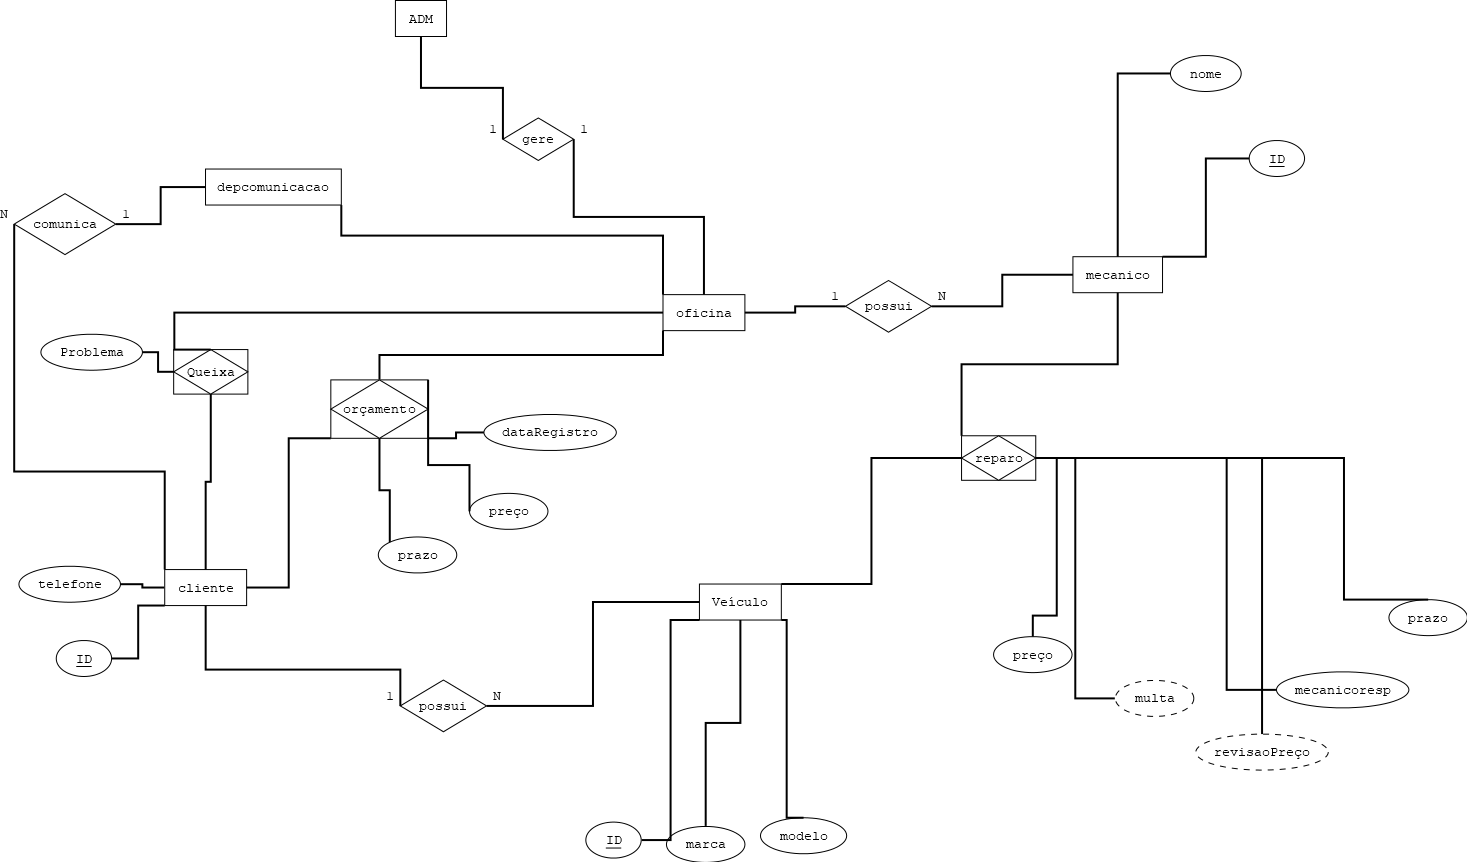 ADM
nome
1
gere
1
ID
depcomunicacao
N
comunica
1
mecanico
1
possui
N
oficina
Problema
Queixa
orçamento
dataRegistro
reparo
preço
prazo
telefone
cliente
Veículo
prazo
ID
preço
mecanicoresp
multa
1
possui
N
revisaoPreço
ID
marca
modelo